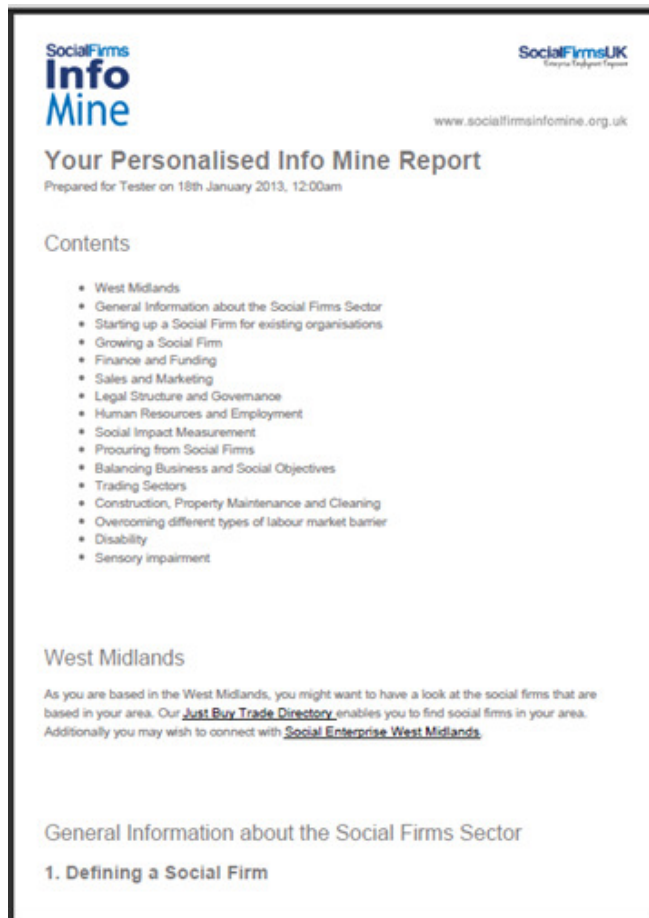 SocialFirms
Info
Mine
SocialFirmsUK
Enterprise Employment Empower
www.socialfirmsinfomine.org.uk
Your Personalised Info Mine Report
Prepared for Tester on 18th January 2013, 12:00am
Contents
• West Midlands
• General Information about the Social Firms Sector
• Starting up a Social Firm for existing organisations
• Growing a Social Firm
• Finance and Funding
• Sales and Marketing
• Legal Structure and Governance
• Human Resources and Employment
• Social Impact Measurement
• Procuring from Social Firms
• Balancing Business and Social Objectives
• Trading Sectors
• Construction, Property Maintenance and Cleaning
• Overcoming different types of labour market barrier
• Disability
• Sensory impairment
West Midlands
As you are based in the West Midlands, you might want to have a look at the social firms that are
based in your area. Our Just Buy Trade Directory enables you to find social firms in your area.
Additionally you may wish to connect with Social Enterprise West Midlands.
General Information about the Social Firms Sector
1. Defining a Social Firm